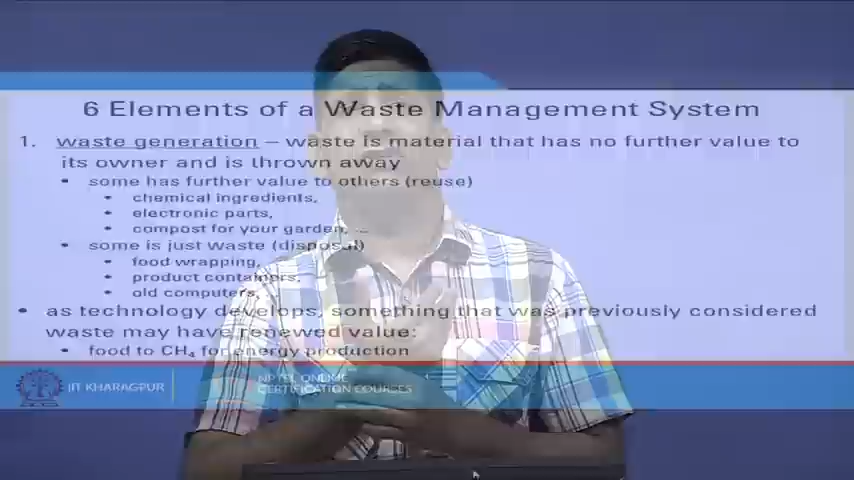 6 Elements of a Waste Management System
1. waste generation – waste is material that has no further value to
its owner and is thrown away
• some has further value to others (reuse)
• chemical ingredients,
• electronic parts,
• compost for your garden, ...
• some is just waste (disposal)
• food wrapping,
• product containers,
• old computers,
• as technology develops, something that was previously considered
waste may have renewed value:
• food to CH₄ for energy production
IIT KHARAGPUR
NPTEL ONLINE
CERTIFICATION COURSES